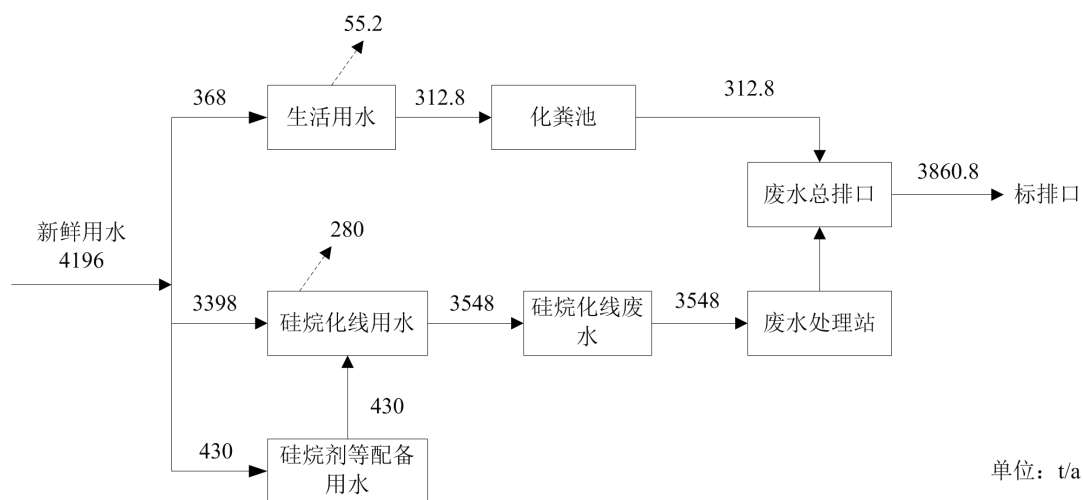 55.2
368
生活用水
312.8
化粪池
312.8
废水总排口
3860.8
标排口
新鲜用水
4196
280
3398
硅烷化线用水
3548
硅烷化线废
水
3548
废水处理站
430
430
硅烷剂等配备
用水
单位：t/a